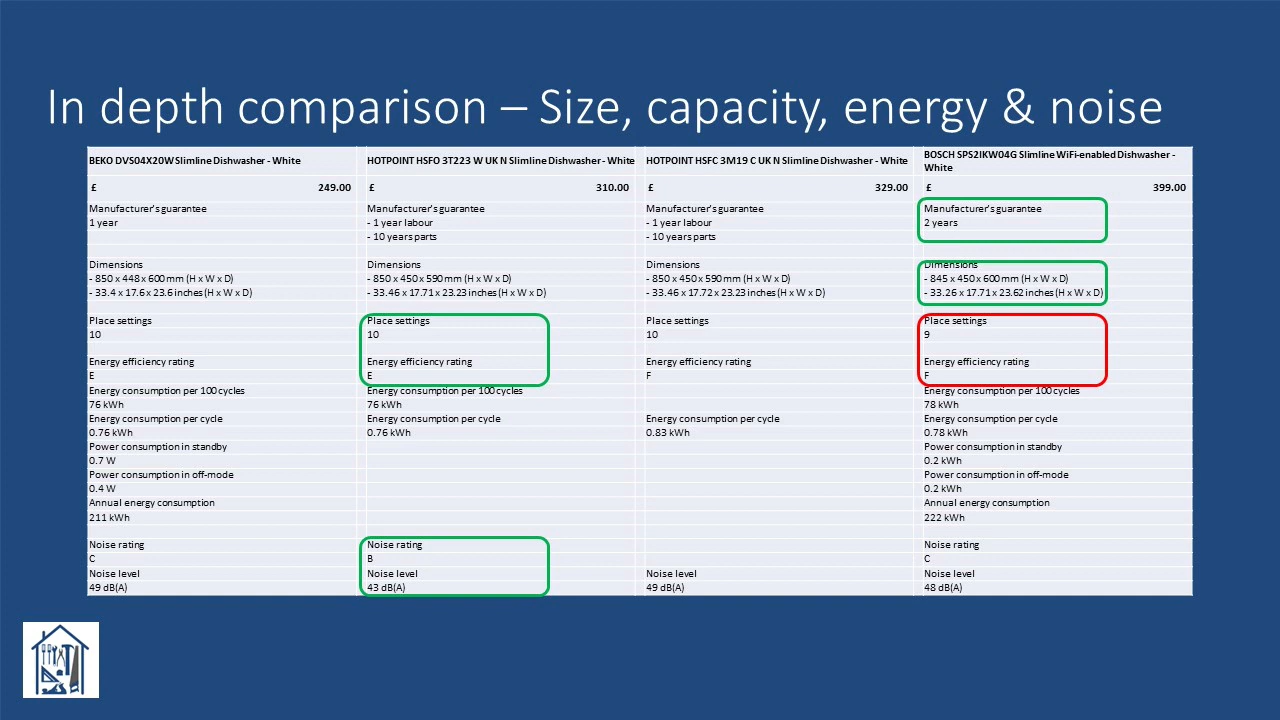 In depth comparison – Size, capacity, energy & noise
BEKO DVS04X20W Slimline Dishwasher - White
£ 249.00
Manufacturer's guarantee
1 year
Dimensions
- 850 x 448 x 600 mm (H x W x D)
- 33.4 x 17.6 x 23.6 inches (H x W x D)
Place settings
10
Energy efficiency rating
E
Energy consumption per 100 cycles
76 kWh
Energy consumption per cycle
0.76 kWh
Power consumption in standby
0.7 W
Power consumption in off-mode
0.4 W
Annual energy consumption
211 kWh
Noise rating
C
Noise level
49 dB(A)
HOTPOINT HSFO 3T223 W UK N Slimline Dishwasher - White
£ 310.00
Manufacturer's guarantee
- 1 year labour
- 10 years parts
Dimensions
- 850 x 450 x 590 mm (H x W x D)
- 33.46 x 17.71 x 23.23 inches (H x W x D)
Place settings
10
Energy efficiency rating
E
Energy consumption per 100 cycles
76 kWh
Energy consumption per cycle
0.76 kWh
Noise rating
B
Noise level
43 dB(A)
HOTPOINT HSFC 3M19 C UK N Slimline Dishwasher - White
£ 329.00
Manufacturer's guarantee
- 1 year labour
- 10 years parts
Dimensions
- 850 x 450 x 590 mm (H x W x D)
- 33.46 x 17.72 x 23.23 inches (H x W x D)
Place settings
10
Energy efficiency rating
F
Energy consumption per cycle
0.83 kWh
Noise level
49 dB(A)
BOSCH SPS2IKW04G Slimline WiFi-enabled Dishwasher -
White
£ 399.00
Manufacturer's guarantee
2 years
Dimensions
- 845 x 450 x 600 mm (H x W x D)
- 33.26 x 17.71 x 23.62 inches (H x W x D)
Place settings
9
Energy efficiency rating
F
Energy consumption per 100 cycles
78 kWh
Energy consumption per cycle
0.78 kWh
Power consumption in standby
0.2 kWh
Power consumption in off-mode
0.2 kWh
Annual energy consumption
222 kWh
Noise rating
C
Noise level
48 dB(A)